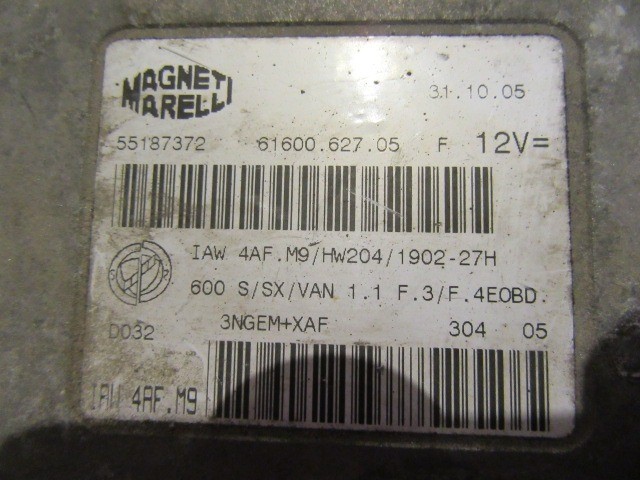 MAGNETI
MARELLI
31.10.05
55187372 61600.627.05 F 12V=
IAW 4AF.M9/HW204/1902-27H
600 S/SX/VAN 1.1 F.3/F.4EOBD.
D032 3NGEM+XAF 304 05
IAW 4AF.M9